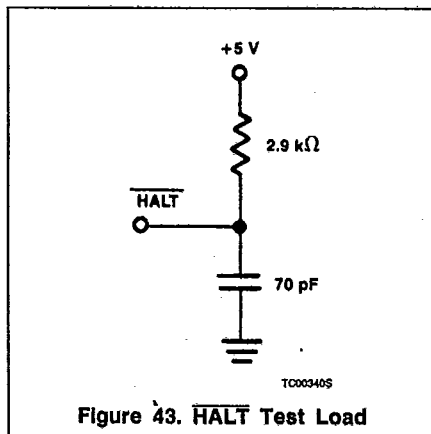 +5 V
2.9 kΩ
HALT
70 pF
TC00340S
Figure 43. HALT Test Load